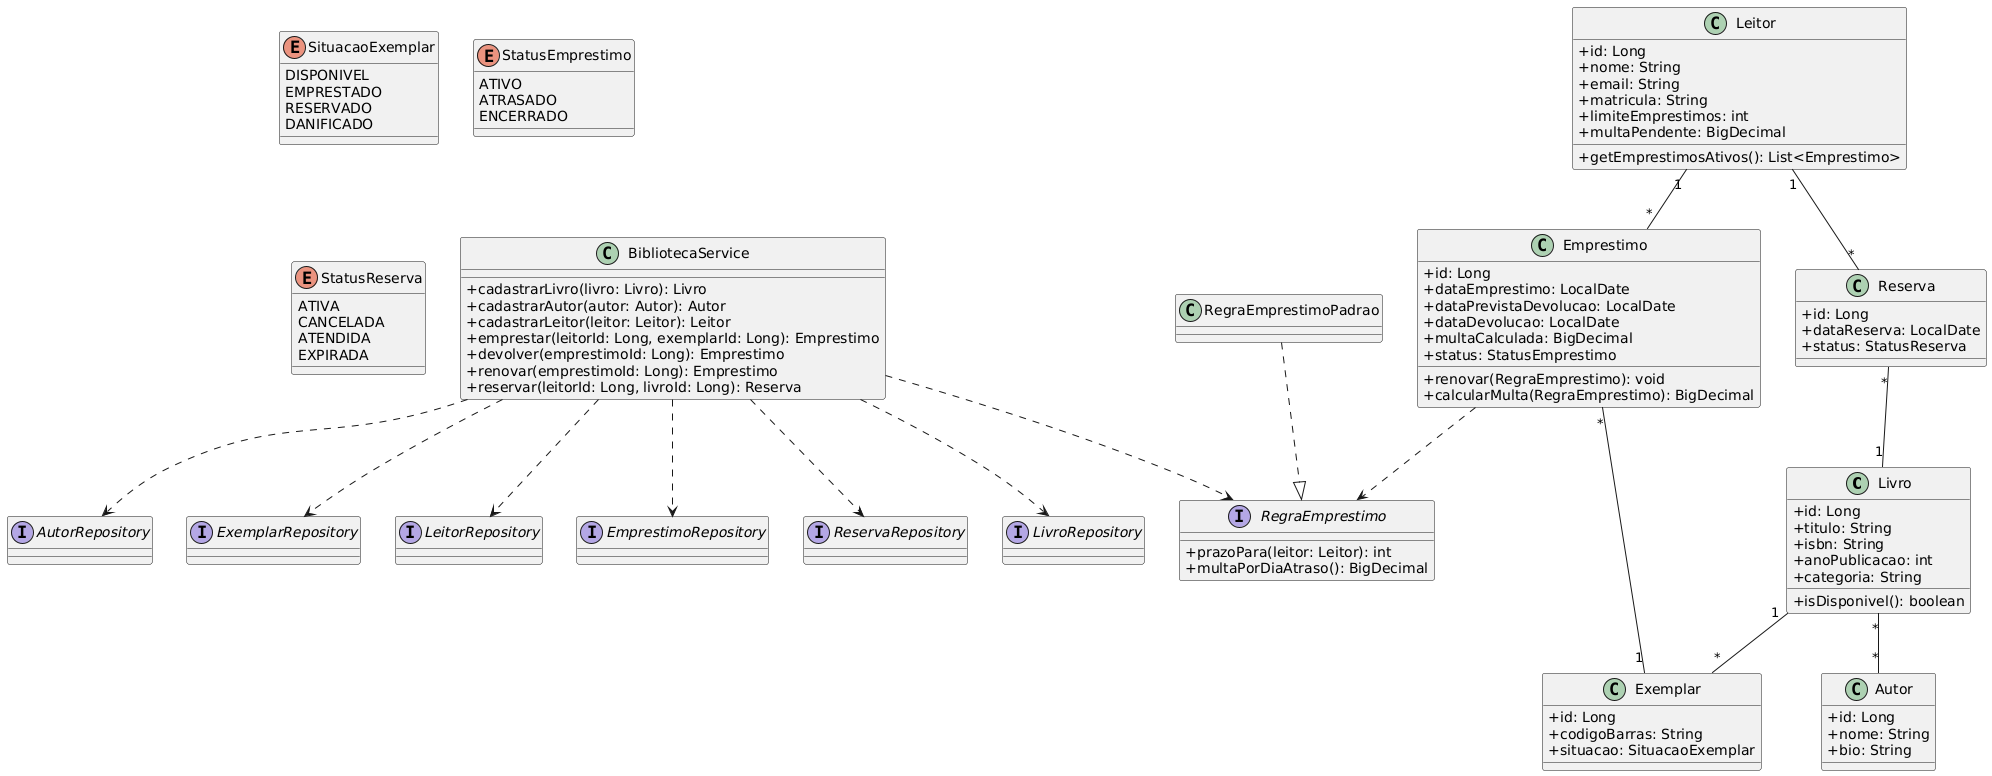 E SituacaoExemplar
DISPONIVEL
EMPRESTADO
RESERVADO
DANIFICADO
E StatusEmprestimo
ATIVO
ATRASADO
ENCERRADO
C Leitor
+id: Long
+nome: String
+email: String
+matricula: String
+limiteEmprestimos: int
+multaPendente: BigDecimal
+getEmprestimosAtivos(): List<Emprestimo>
1
1
*
*
E StatusReserva
ATIVA
CANCELADA
ATENDIDA
EXPIRADA
C BibliotecaService
+cadastrarLivro(livro: Livro): Livro
+cadastrarAutor(autor: Autor): Autor
+cadastrarLeitor(leitor: Leitor): Leitor
+emprestar(leitorId: Long, exemplarId: Long): Emprestimo
+devolver(emprestimoId: Long): Emprestimo
+renovar(emprestimoId: Long): Emprestimo
+reservar(leitorId: Long, livroId: Long): Reserva
C RegraEmprestimoPadrao
C Emprestimo
+id: Long
+dataEmprestimo: LocalDate
+dataPrevistaDevolucao: LocalDate
+dataDevolucao: LocalDate
+multaCalculada: BigDecimal
+status: StatusEmprestimo
+renovar(RegraEmprestimo): void
+calcularMulta(RegraEmprestimo): BigDecimal
C Reserva
+id: Long
+dataReserva: LocalDate
+status: StatusReserva
*
*
1
I AutorRepository
I ExemplarRepository
I LeitorRepository
I EmprestimoRepository
I ReservaRepository
I LivroRepository
I RegraEmprestimo
+prazoPara(leitor: Leitor): int
+multaPorDiaAtraso(): BigDecimal
C Livro
+id: Long
+titulo: String
+isbn: String
+anoPublicacao: int
+categoria: String
+isDisponivel(): boolean
1
*
1
*
*
C Exemplar
+id: Long
+codigoBarras: String
+situacao: SituacaoExemplar
C Autor
+id: Long
+nome: String
+bio: String